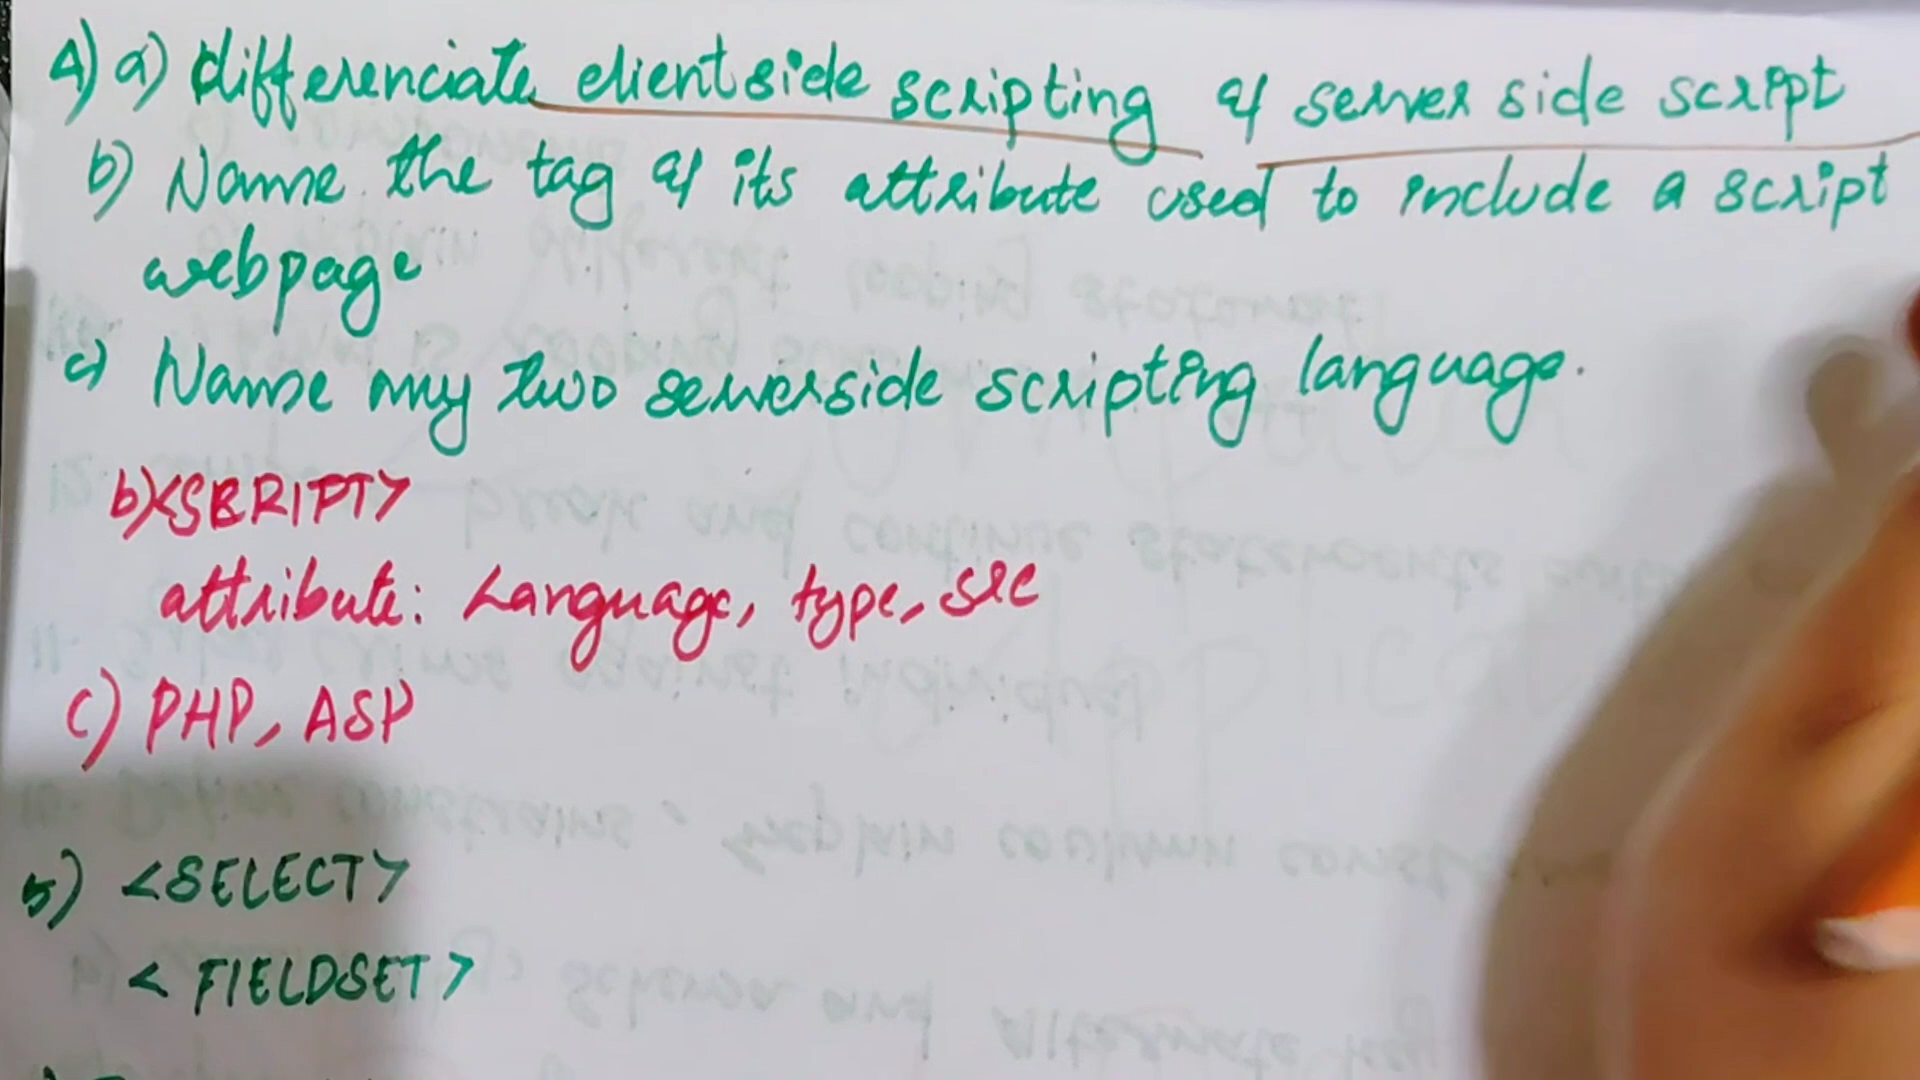 4) a) differenciate clientside scripting & server side script
b) Name the tag & its attribute used to include a script
webpage
c) Name any two serverside scripting language.
b) <SCRIPT>
attribute: Language, type, src
c) PHP, ASP
5) <SELECT>
< FIELDSET >